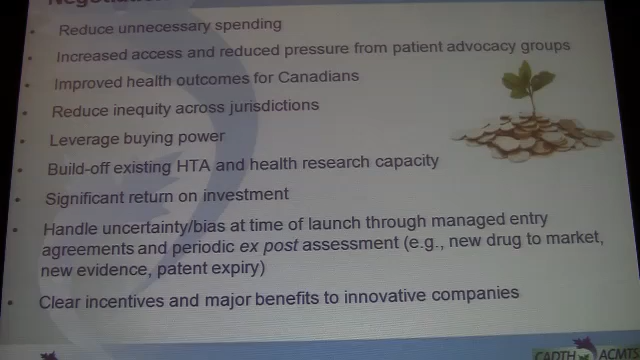 Reduce unnecessary spending
Increased access and reduced pressure from patient advocacy groups
Improved health outcomes for Canadians
Reduce inequity across jurisdictions
Leverage buying power
Build-off existing HTA and health research capacity
Significant return on investment
Handle uncertainty/bias at time of launch through managed entry
agreements and periodic ex post assessment (e.g., new drug to market,
new evidence, patent expiry)
Clear incentives and major benefits to innovative companies
CADTH ACMTS